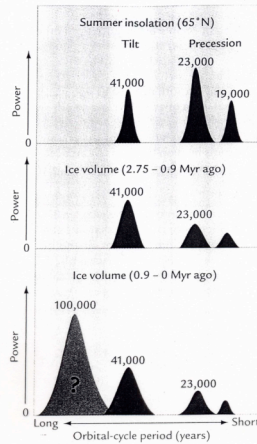 Summer insolation (65°N)
Tilt Precession
23,000
41,000
19,000
Power
0
Ice volume (2.75 – 0.9 Myr ago)
41,000
23,000
Power
0
Ice volume (0.9 – 0 Myr ago)
100,000
41,000
?
23,000
Power
0
Long Short
Orbital-cycle period (years)